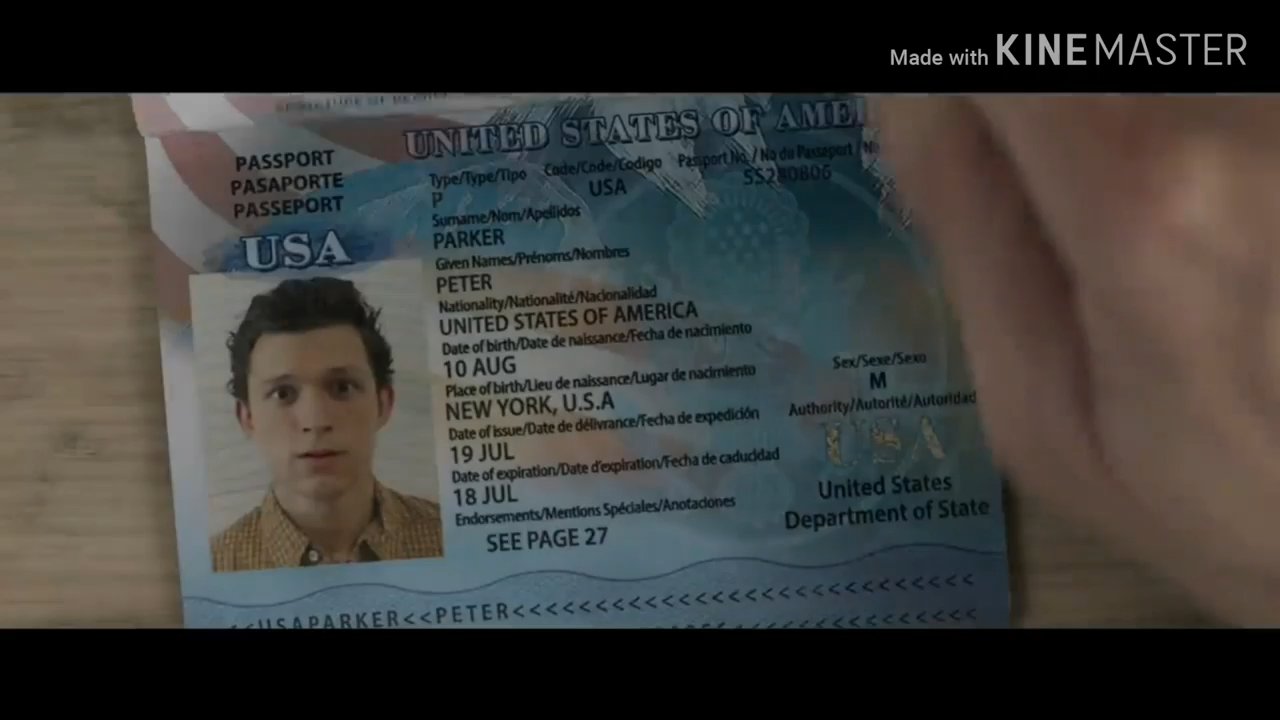 Made with KINEMASTER
UNITED STATES OF AMERI
PASSPORT
PASAPORTE
PASSEPORT
USA
Type/Type/Tipo Code/Code/Codigo Passport No. / No du Passeport / No
P USA
Surname/Nom/Apellidos
PARKER
Given Names/Prénoms/Nombres
PETER
Nationality/Nationalité/Nacionalidad
UNITED STATES OF AMERICA
Date of birth/Date de naissance/Fecha de nacimiento
10 AUG
Place of birth/Lieu de naissance/Lugar de nacimiento
NEW YORK, U.S.A
Date of issue/Date de délivrance/Fecha de expedición
19 JUL
Date of expiration/Date d'expiration/Fecha de caducidad
18 JUL
Endorsements/Mentions Spéciales/Anotaciones
SEE PAGE 27
Sex/Sexe/Sexo
M
Authority/Autorité/Autoridad
USA
United States
Department of State
<<USAPARKER<<PETER<<<<<<<<<<<<<<<<<<<<<<<<<<<